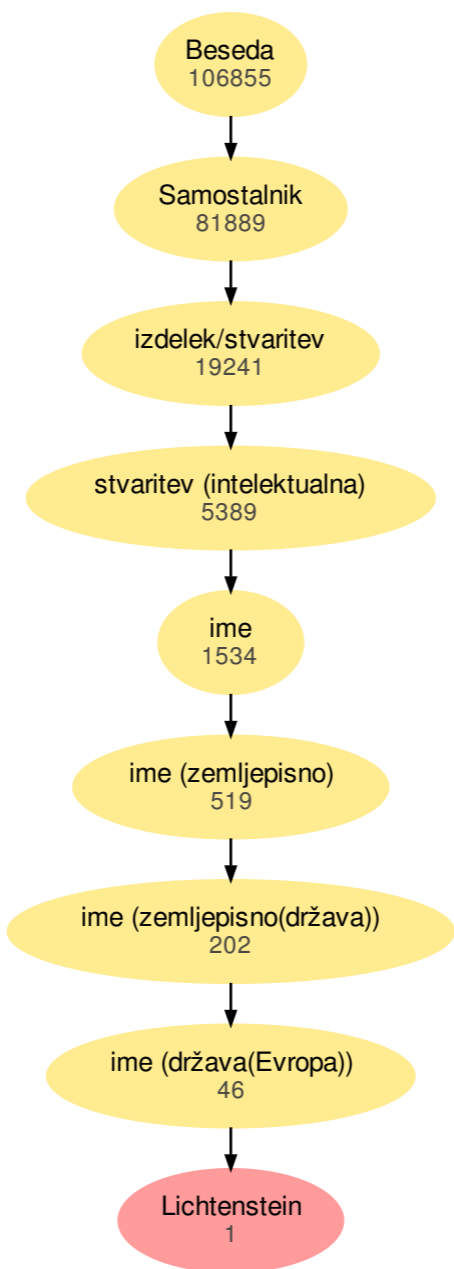 Beseda
106855
Samostalnik
81889
izdelek/stvaritev
19241
stvaritev (intelektualna)
5389
ime
1534
ime (zemljepisno)
519
ime (zemljepisno(država))
202
ime (država(Evropa))
46
Lichtenstein
1